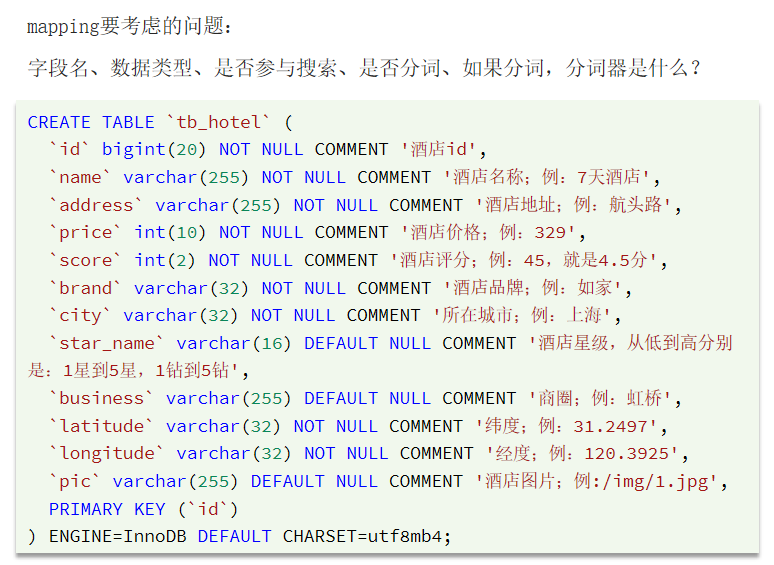 mapping要考虑的问题：
字段名、数据类型、是否参与搜索、是否分词、如果分词，分词器是什么？
CREATE TABLE `tb_hotel` (
  `id` bigint(20) NOT NULL COMMENT '酒店id',
  `name` varchar(255) NOT NULL COMMENT '酒店名称；例：7天酒店',
  `address` varchar(255) NOT NULL COMMENT '酒店地址；例：航头路',
  `price` int(10) NOT NULL COMMENT '酒店价格；例：329',
  `score` int(2) NOT NULL COMMENT '酒店评分；例：45，就是4.5分',
  `brand` varchar(32) NOT NULL COMMENT '酒店品牌；例：如家',
  `city` varchar(32) NOT NULL COMMENT '所在城市；例：上海',
  `star_name` varchar(16) DEFAULT NULL COMMENT '酒店星级，从低到高分别
是：1星到5星，1钻到5钻',
  `business` varchar(255) DEFAULT NULL COMMENT '商圈；例：虹桥',
  `latitude` varchar(32) NOT NULL COMMENT '纬度；例：31.2497',
  `longitude` varchar(32) NOT NULL COMMENT '经度；例：120.3925',
  `pic` varchar(255) DEFAULT NULL COMMENT '酒店图片；例:/img/1.jpg',
  PRIMARY KEY (`id`)
) ENGINE=InnoDB DEFAULT CHARSET=utf8mb4;